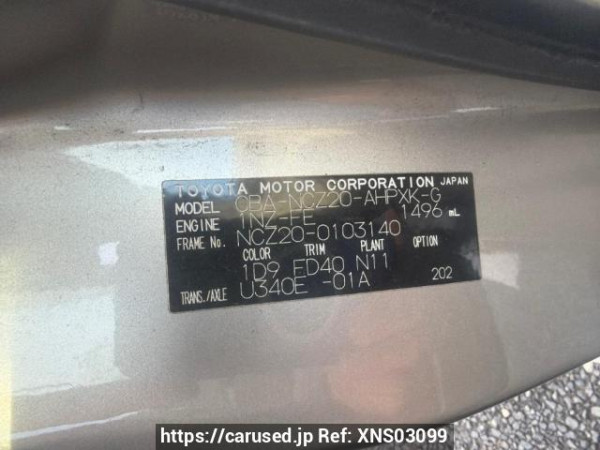 TOYOTA MOTOR CORPORATION JAPAN
MODEL CBA-NCZ20-AHPXK-G
ENGINE 1NZ-FE 1496 mL
FRAME No. NCZ20-0103140
COLOR TRIM PLANT OPTION
1D9 FD40 N11
TRANS./AXLE U340E -01A 202
https://carused.jp Ref: XNS03099